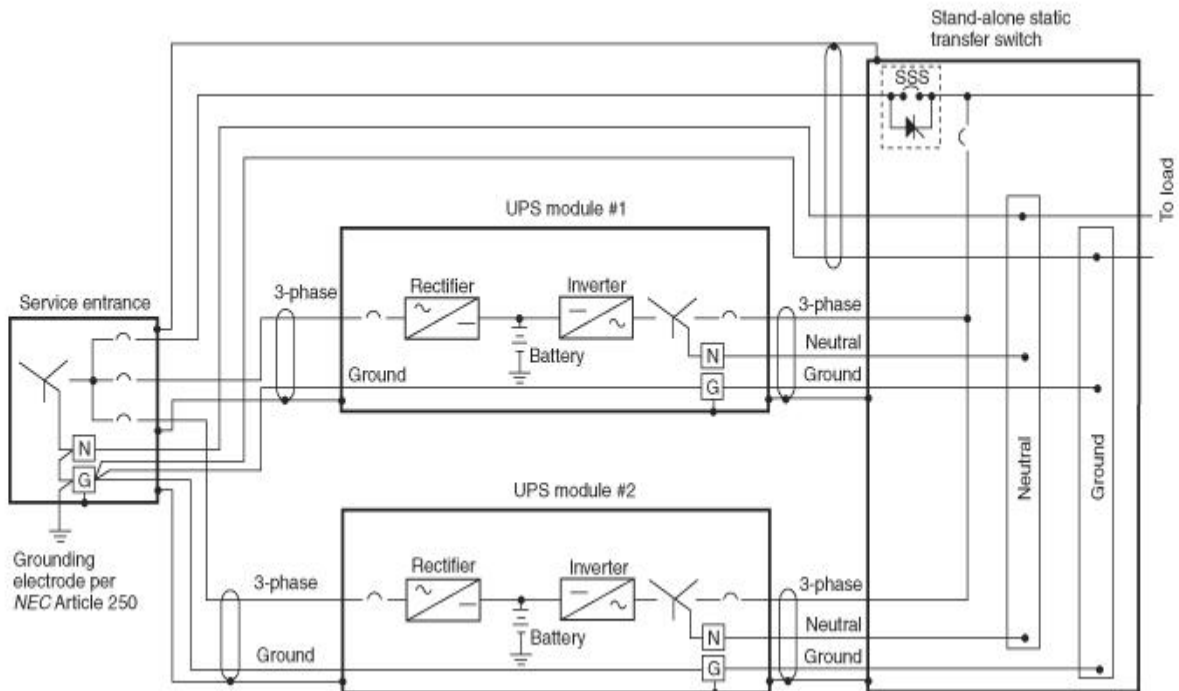 Stand-alone static
transfer switch
SSS
To load
UPS module #1
Service entrance
3-phase
Rectifier
Inverter
3-phase
Battery
N
Neutral
Ground
G
Ground
N
G
Neutral
Ground
UPS module #2
Grounding
electrode per
NEC Article 250
3-phase
Rectifier
Inverter
3-phase
Battery
N
Neutral
Ground
G
Ground